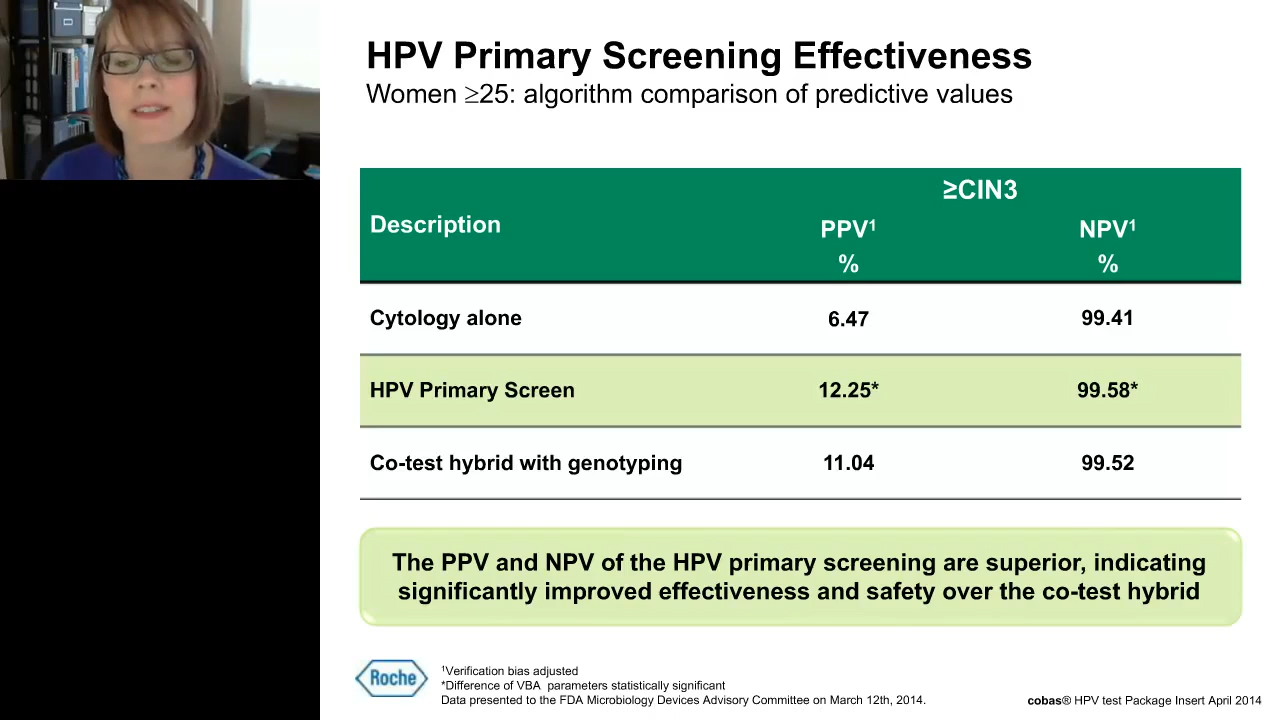 HPV Primary Screening Effectiveness
Women ≥25: algorithm comparison of predictive values
≥CIN3
Description
PPV¹ NPV¹
% %
Cytology alone 6.47 99.41
HPV Primary Screen 12.25* 99.58*
Co-test hybrid with genotyping 11.04 99.52
The PPV and NPV of the HPV primary screening are superior, indicating
significantly improved effectiveness and safety over the co-test hybrid
Roche
¹Verification bias adjusted
*Difference of VBA parameters statistically significant
Data presented to the FDA Microbiology Devices Advisory Committee on March 12th, 2014.
cobas® HPV test Package Insert April 2014